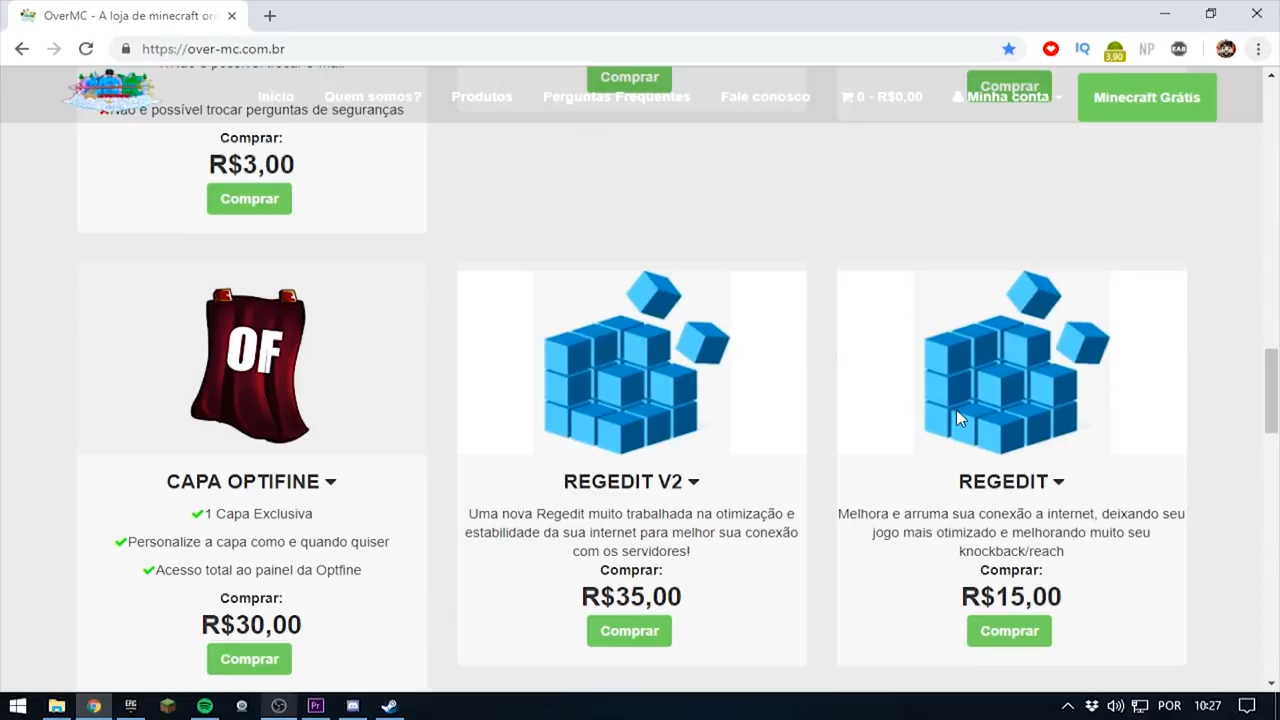 OverMC - A loja de minecraft ori
https://over-mc.com.br
IQ
3,90
NP
EAB
Comprar
Comprar
Início
Quem somos?
Produtos
Perguntas Frequentes
Fale conosco
0 - R$0,00
Minha conta
Minecraft Grátis
Não é possível trocar perguntas de seguranças
Comprar:
R$3,00
Comprar
OF
CAPA OPTIFINE
1 Capa Exclusiva
Personalize a capa como e quando quiser
Acesso total ao painel da Optfine
Comprar:
R$30,00
Comprar
REGEDIT V2
Uma nova Regedit muito trabalhada na otimização e
estabilidade da sua internet para melhor sua conexão
com os servidores!
Comprar:
R$35,00
Comprar
REGEDIT
Melhora e arruma sua conexão a internet, deixando seu
jogo mais otimizado e melhorando muito seu
knockback/reach
Comprar:
R$15,00
Comprar
EPIC
Pr
POR
10:27